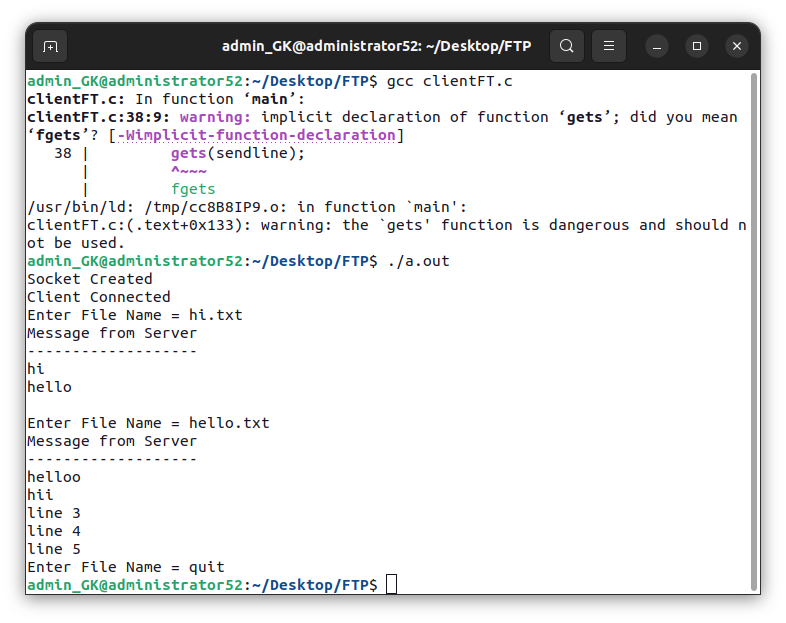 admin_GK@administrator52: ~/Desktop/FTP
admin_GK@administrator52:~/Desktop/FTP$ gcc clientFT.c
clientFT.c: In function ‘main’:
clientFT.c:38:9: warning: implicit declaration of function ‘gets’; did you mean
‘fgets’? [-Wimplicit-function-declaration]
   38 |         gets(sendline);
      |         ^~~~
      |         fgets
/usr/bin/ld: /tmp/cc8B8IP9.o: in function `main':
clientFT.c:(.text+0x133): warning: the `gets' function is dangerous and should n
ot be used.
admin_GK@administrator52:~/Desktop/FTP$ ./a.out
Socket Created
Client Connected
Enter File Name = hi.txt
Message from Server
-------------------
hi
hello

Enter File Name = hello.txt
Message from Server
-------------------
helloo
hii
line 3
line 4
line 5
Enter File Name = quit
admin_GK@administrator52:~/Desktop/FTP$